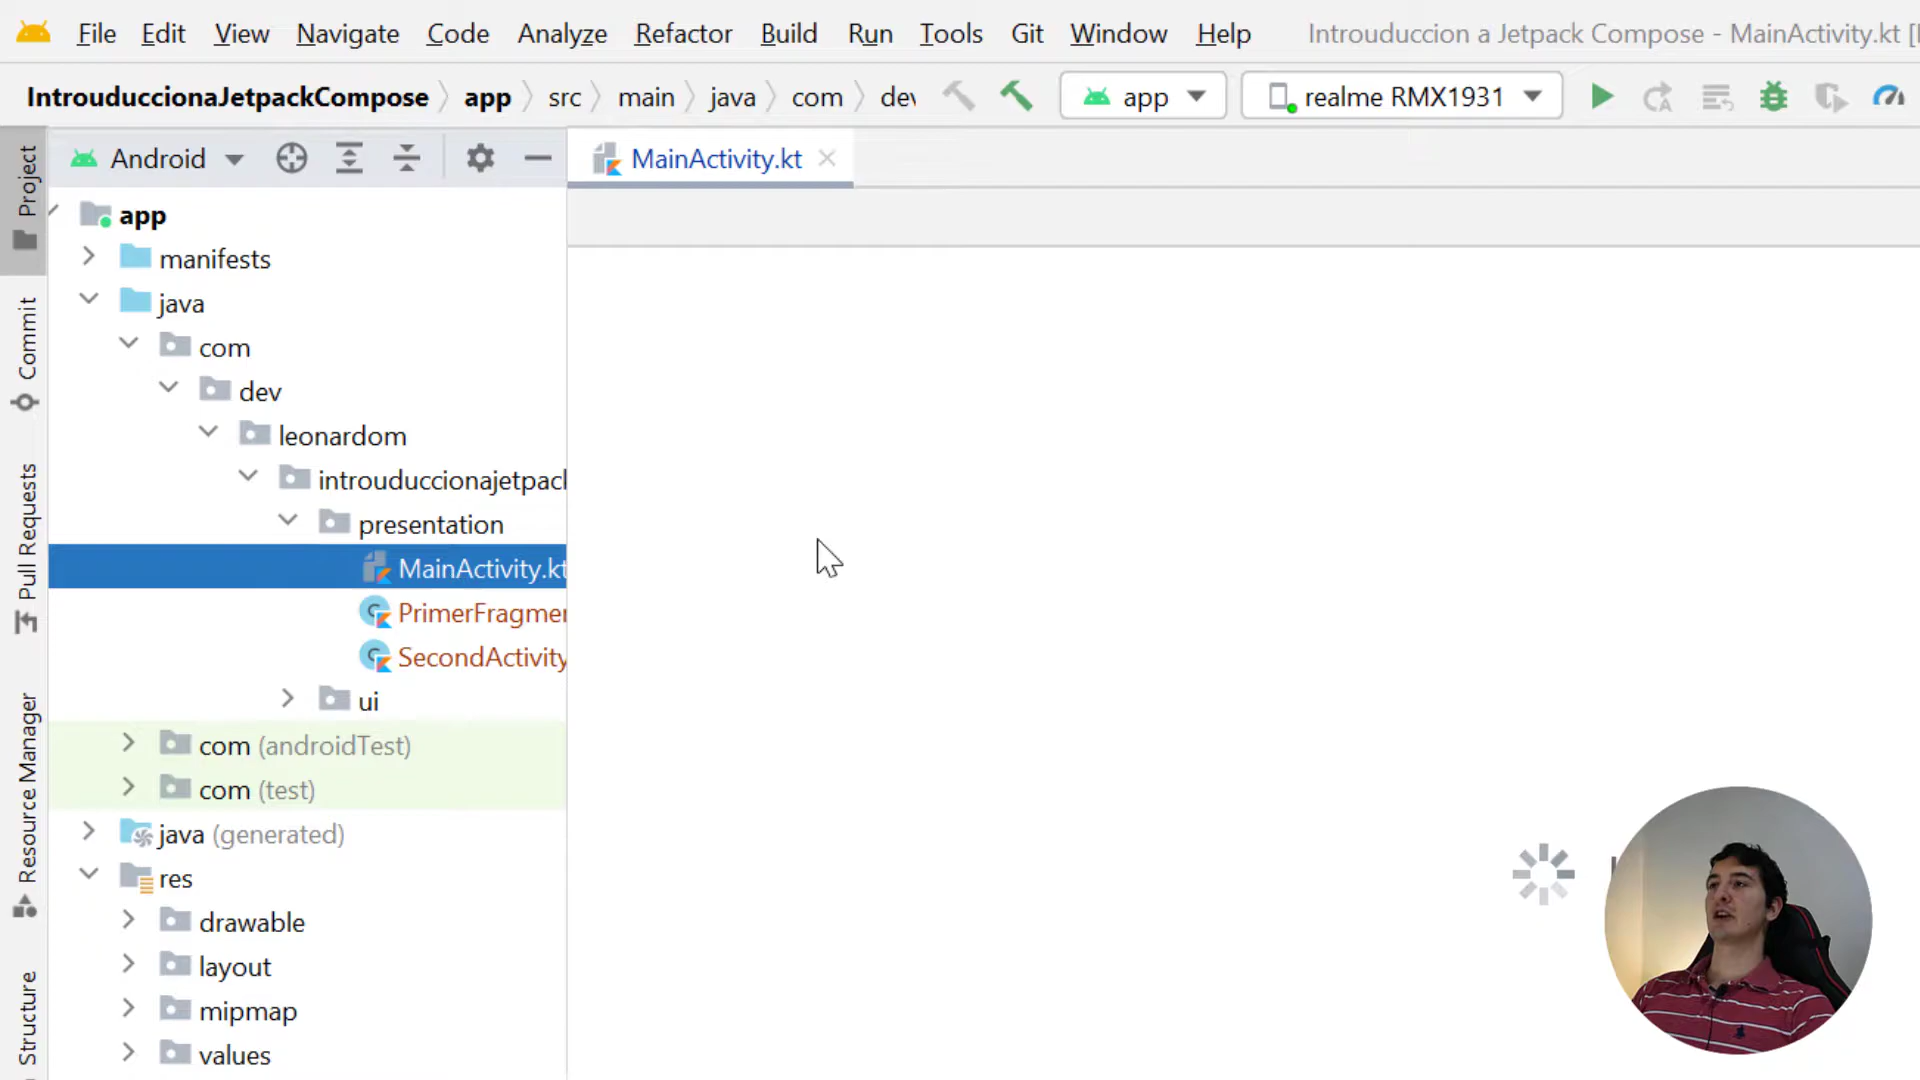 File Edit View Navigate Code Analyze Refactor Build Run Tools Git Window Help Introuduccion a Jetpack Compose - MainActivity.kt [
IntrouduccionaJetpackCompose app src main java com dev app realme RMX1931
Project
Commit
Pull Requests
Resource Manager
Structure
Android
MainActivity.kt
app
manifests
java
com
dev
leonardom
introuduccionajetpack
presentation
MainActivity.kt
PrimerFragmen
SecondActivity
ui
com (androidTest)
com (test)
java (generated)
res
drawable
layout
mipmap
values